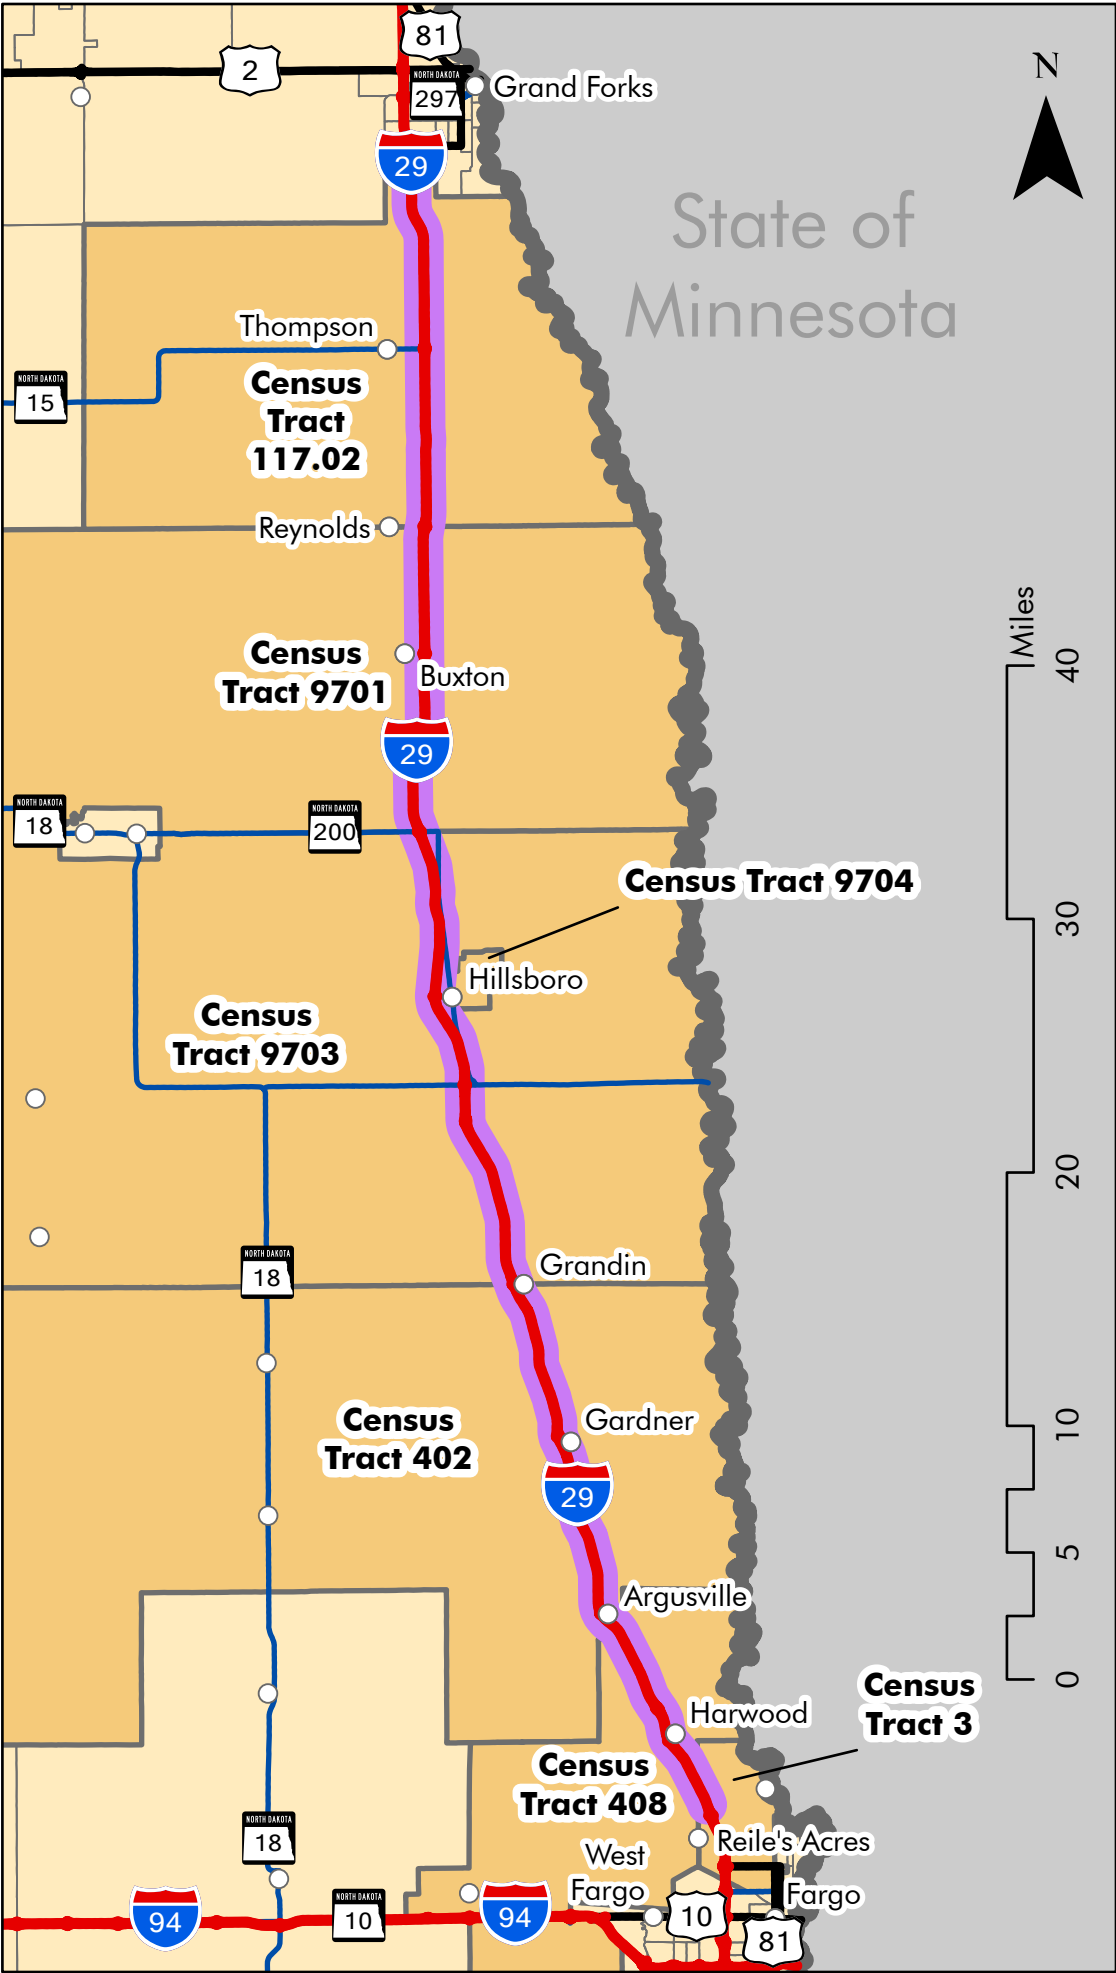 81
2
NORTH DAKOTA
297
Grand Forks
N
29
State of
Minnesota
Thompson
NORTH DAKOTA
15
Census
Tract
117.02
Reynolds
Miles
40
Census
Tract 9701
Buxton
29
NORTH DAKOTA
18
NORTH DAKOTA
200
Census Tract 9704
30
Hillsboro
Census
Tract 9703
20
NORTH DAKOTA
18
Grandin
Census
Tract 402
Gardner
10
29
5
Argusville
0
Census
Tract 3
Harwood
Census
Tract 408
NORTH DAKOTA
18
Reile's Acres
West
Fargo
Fargo
94
NORTH DAKOTA
10
94
10
81